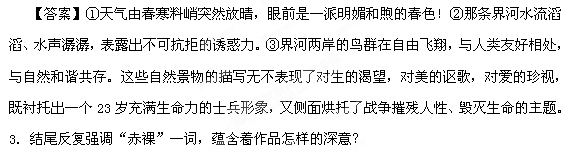 【答案】①天气由春寒料峭突然放晴，眼前是一派明媚和煦的春色！②那条界河水流滔
滔、水声潺潺，表露出不可抗拒的诱惑力。③界河两岸的鸟群在自由飞翔，与人类友好相处，
与自然和谐共存。这些自然景物的描写无不表现了对生的渴望，对美的讴歌，对爱的珍视，
既衬托出一个 23 岁充满生命力的士兵形象，又侧面烘托了战争摧残人性、毁灭生命的主题。
3. 结尾反复强调“赤裸”一词，蕴含着作品怎样的深意？